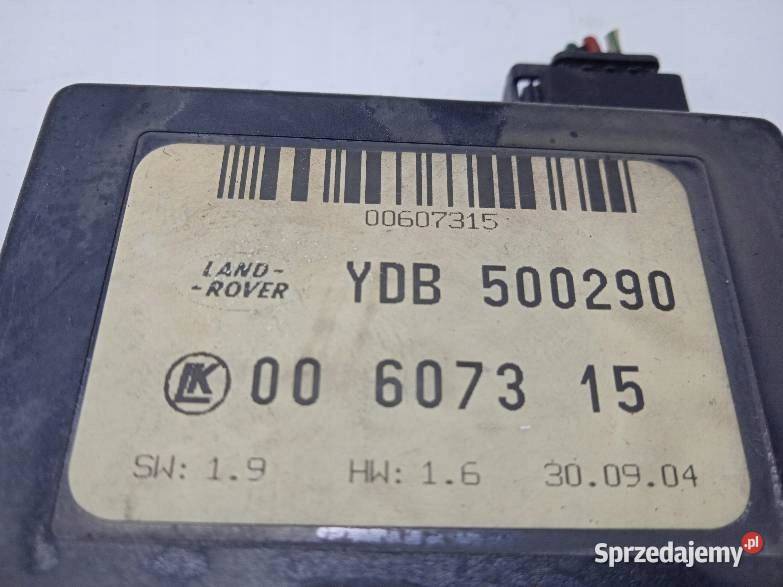 00607315
LAND-
-ROVER
YDB 500290
LK 00 6073 15
SW: 1.9 HW: 1.6 30.09.04
Sprzedajemy.pl